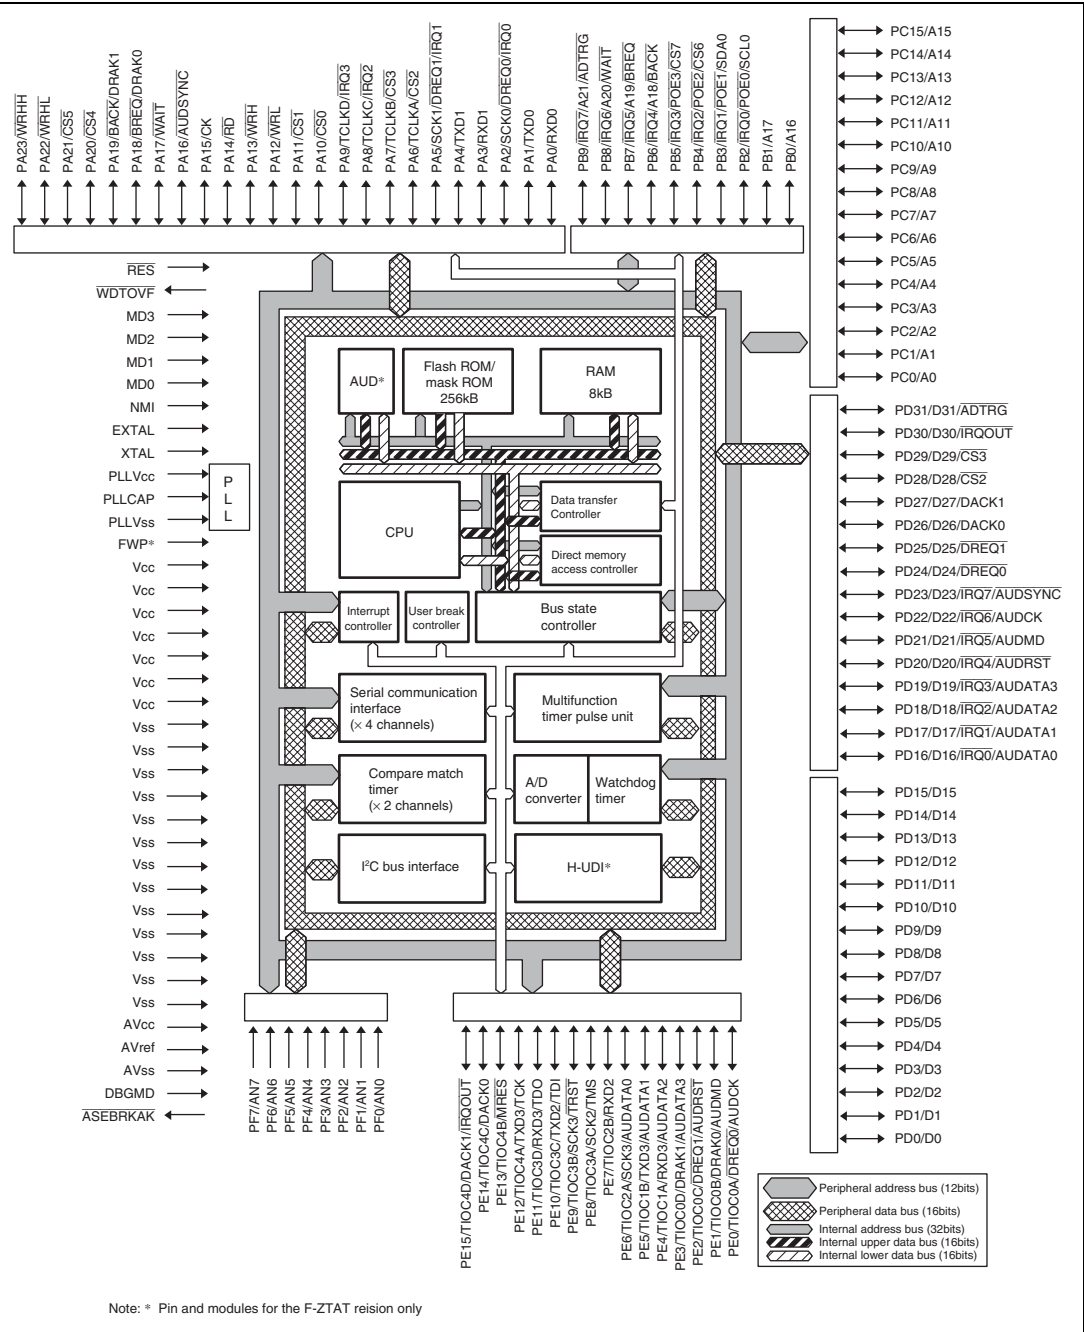 PA23/WRHH
PA22/WRHL
PA21/CS5
PA20/CS4
PA19/BACK/DRAK1
PA18/BREQ/DRAK0
PA17/WAIT
PA16/AUDSYNC
PA15/CK
PA14/RD
PA13/WRH
PA12/WRL
PA11/CS1
PA10/CS0
PA9/TCLKD/IRQ3
PA8/TCLKC/IRQ2
PA7/TCLKB/CS3
PA6/TCLKA/CS2
PA5/SCK1/DREQ1/IRQ1
PA4/TXD1
PA3/RXD1
PA2/SCK0/DREQ0/IRQ0
PA1/TXD0
PA0/RXD0
PB9/IRQ7/A21/ADTRG
PB8/IRQ6/A20/WAIT
PB7/IRQ5/A19/BREQ
PB6/IRQ4/A18/BACK
PB5/IRQ3/POE3/CS7
PB4/IRQ2/POE2/CS6
PB3/IRQ1/POE1/SDA0
PB2/IRQ0/POE0/SCL0
PB1/A17
PB0/A16
PC15/A15
PC14/A14
PC13/A13
PC12/A12
PC11/A11
PC10/A10
PC9/A9
PC8/A8
PC7/A7
PC6/A6
PC5/A5
PC4/A4
PC3/A3
PC2/A2
PC1/A1
PC0/A0
RES
WDTOVF
MD3
MD2
MD1
MD0
NMI
EXTAL
XTAL
PLLVcc
PLLCAP
PLLVss
FWP*
Vcc
Vcc
Vcc
Vcc
Vcc
Vcc
Vcc
Vss
Vss
Vss
Vss
Vss
Vss
Vss
Vss
Vss
Vss
Vss
Vss
Vss
AVcc
AVref
AVss
DBGMD
ASEBRKAK
P
L
L
AUD*
Flash ROM/
mask ROM
256kB
RAM
8kB
CPU
Data transfer
Controller
Direct memory
access controller
Interrupt
controller
User break
controller
Bus state
controller
Serial communication
interface
(× 4 channels)
Multifunction
timer pulse unit
Compare match
timer
(× 2 channels)
A/D
converter
Watchdog
timer
I²C bus interface
H-UDI*
PD31/D31/ADTRG
PD30/D30/IRQOUT
PD29/D29/CS3
PD28/D28/CS2
PD27/D27/DACK1
PD26/D26/DACK0
PD25/D25/DREQ1
PD24/D24/DREQ0
PD23/D23/IRQ7/AUDSYNC
PD22/D22/IRQ6/AUDCK
PD21/D21/IRQ5/AUDMD
PD20/D20/IRQ4/AUDRST
PD19/D19/IRQ3/AUDATA3
PD18/D18/IRQ2/AUDATA2
PD17/D17/IRQ1/AUDATA1
PD16/D16/IRQ0/AUDATA0
PD15/D15
PD14/D14
PD13/D13
PD12/D12
PD11/D11
PD10/D10
PD9/D9
PD8/D8
PD7/D7
PD6/D6
PD5/D5
PD4/D4
PD3/D3
PD2/D2
PD1/D1
PD0/D0
PF7/AN7
PF6/AN6
PF5/AN5
PF4/AN4
PF3/AN3
PF2/AN2
PF1/AN1
PF0/AN0
PE15/TIOC4D/DACK1/IRQOUT
PE14/TIOC4C/DACK0
PE13/TIOC4B/MRES
PE12/TIOC4A/TXD3/TCK
PE11/TIOC3D/RXD3/TDO
PE10/TIOC3C/TXD2/TDI
PE9/TIOC3B/SCK3/TRST
PE8/TIOC3A/SCK2/TMS
PE7/TIOC2B/RXD2
PE6/TIOC2A/SCK3/AUDATA0
PE5/TIOC1B/TXD3/AUDATA1
PE4/TIOC1A/RXD3/AUDATA2
PE3/TIOC0D/DRAK1/AUDATA3
PE2/TIOC0C/DREQ1/AUDRST
PE1/TIOC0B/DRAK0/AUDMD
PE0/TIOC0A/DREQ0/AUDCK
Peripheral address bus (12bits)
Peripheral data bus (16bits)
Internal address bus (32bits)
Internal upper data bus (16bits)
Internal lower data bus (16bits)
Note: * Pin and modules for the F-ZTAT reision only